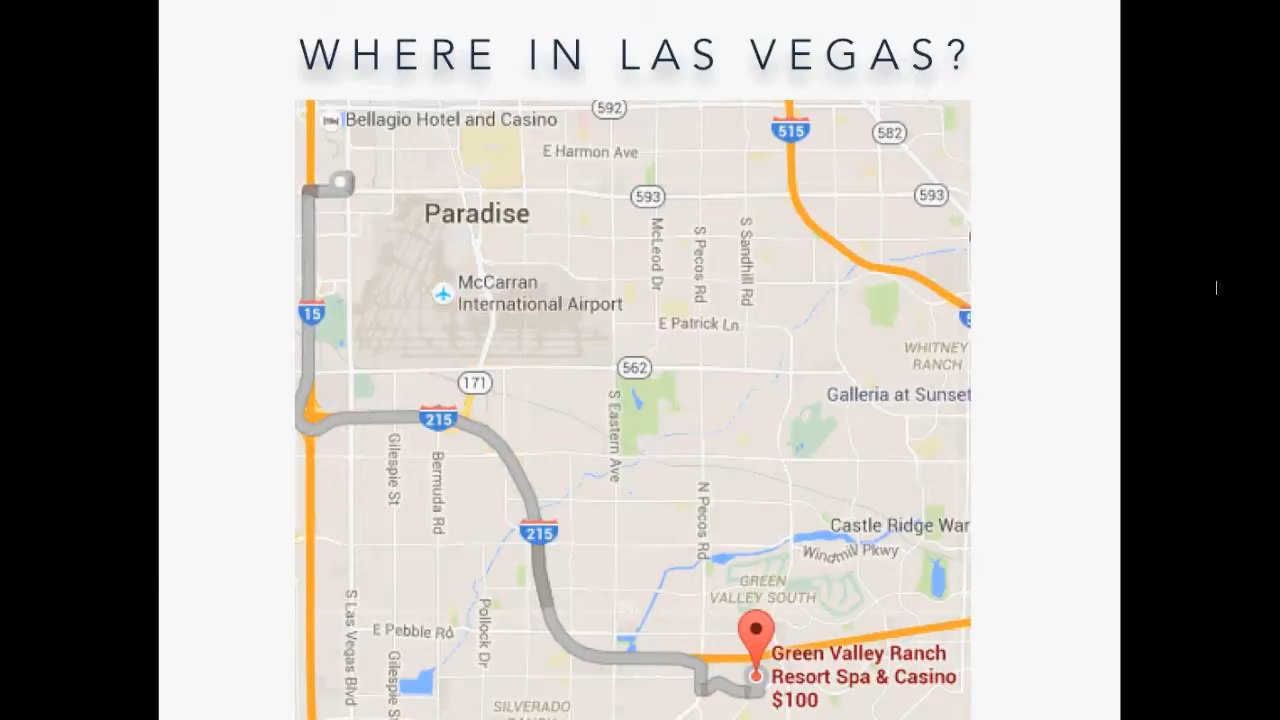 WHERE IN LAS VEGAS?
592
Bellagio Hotel and Casino
515
582
E Harmon Ave
593
593
Paradise
McLeod Dr
S Pecos Rd
S Sandhill Rd
McCarran
International Airport
15
E Patrick Ln
WHITNEY
RANCH
562
171
Galleria at Sunset
215
S Eastern Ave
Gilespie St
Bermuda Rd
N Pecos Rd
215
Castle Ridge War
Windmill Pkwy
GREEN
VALLEY SOUTH
S Las Vegas Blvd
E Pebble Rd
Pollock Dr
Gilespie S
Green Valley Ranch
Resort Spa & Casino
$100
SILVERADO
RANCH